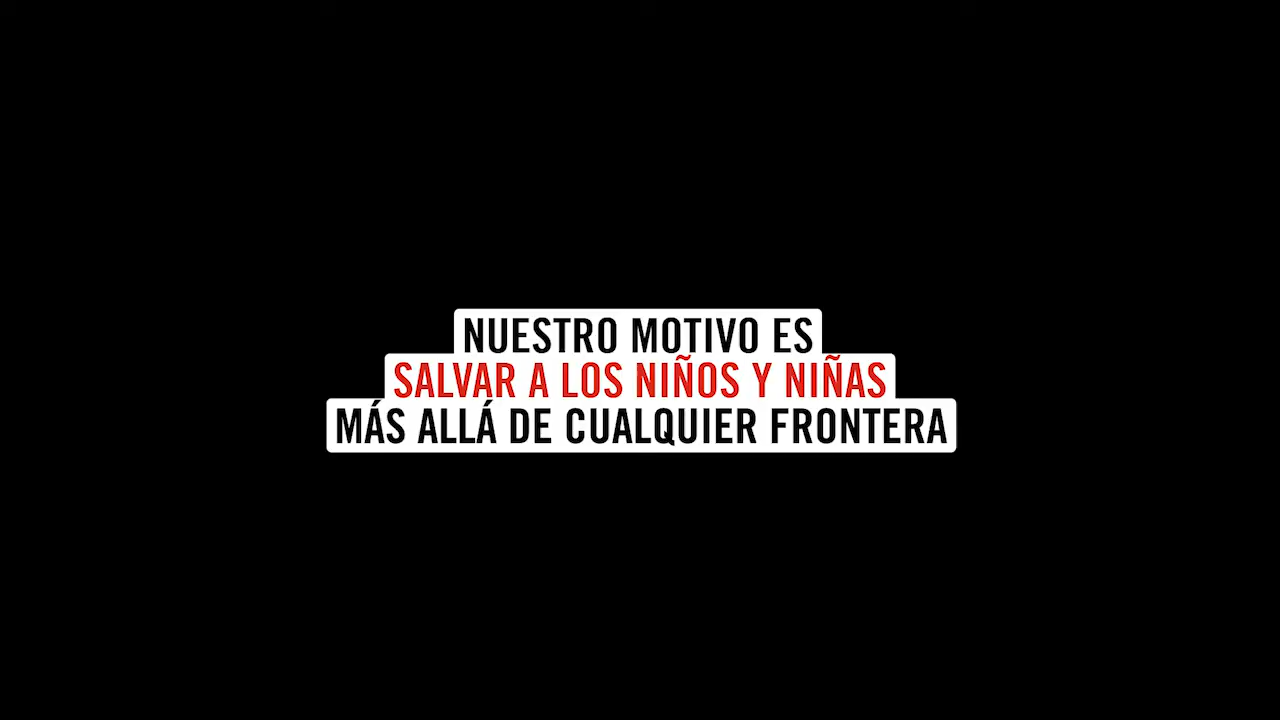 NUESTRO MOTIVO ES
SALVAR A LOS NIÑOS Y NIÑAS
MÁS ALLÁ DE CUALQUIER FRONTERA